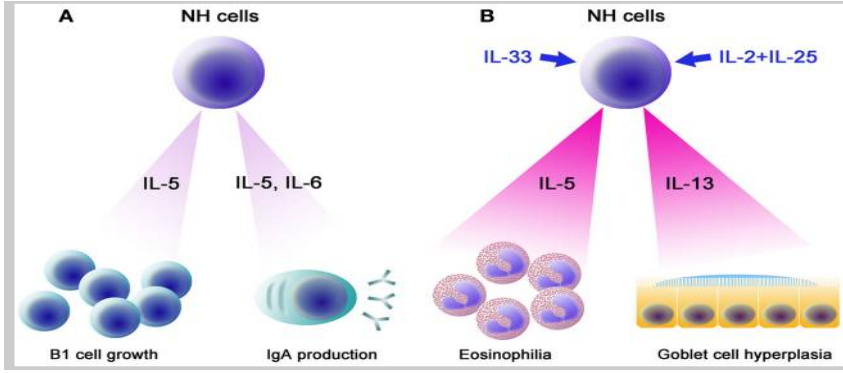 A
NH cells
IL-5
IL-5, IL-6
B1 cell growth
IgA production
B
NH cells
IL-33
IL-2+IL-25
IL-5
IL-13
Eosinophilia
Goblet cell hyperplasia